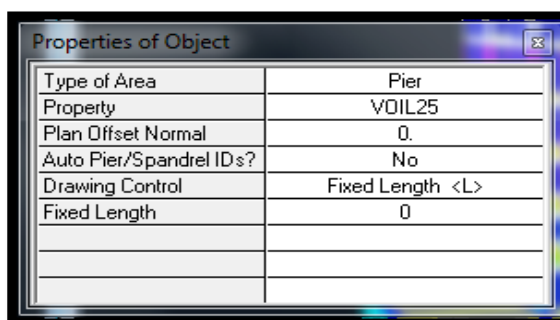 Properties of Object
Type of Area Pier
Property VOIL25
Plan Offset Normal 0.
Auto Pier/Spandrel IDs? No
Drawing Control Fixed Length <L>
Fixed Length 0